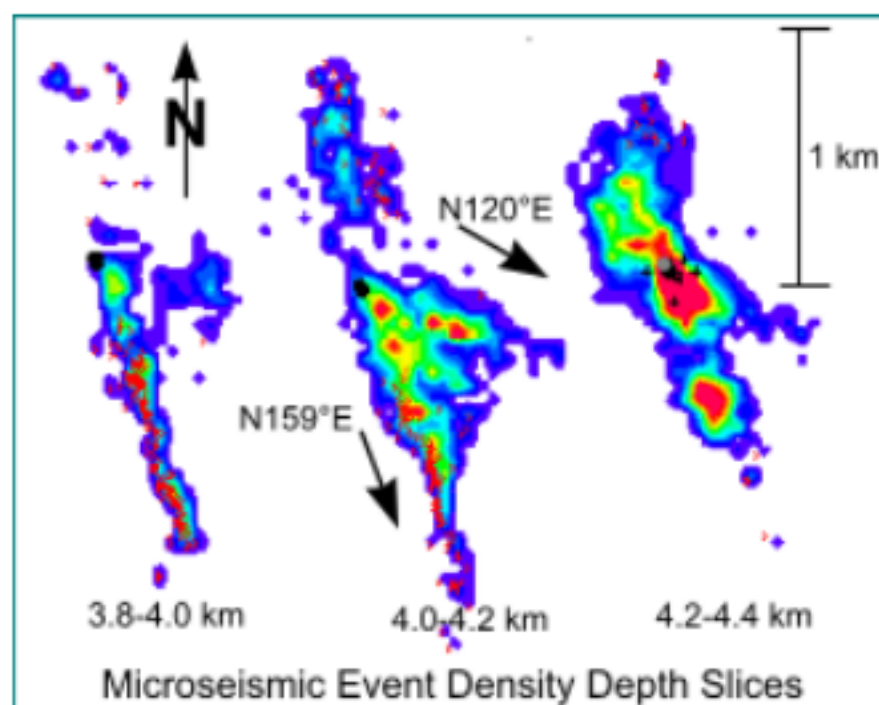 N
1 km
N120°E
N159°E
3.8-4.0 km
4.0-4.2 km
4.2-4.4 km
Microseismic Event Density Depth Slices